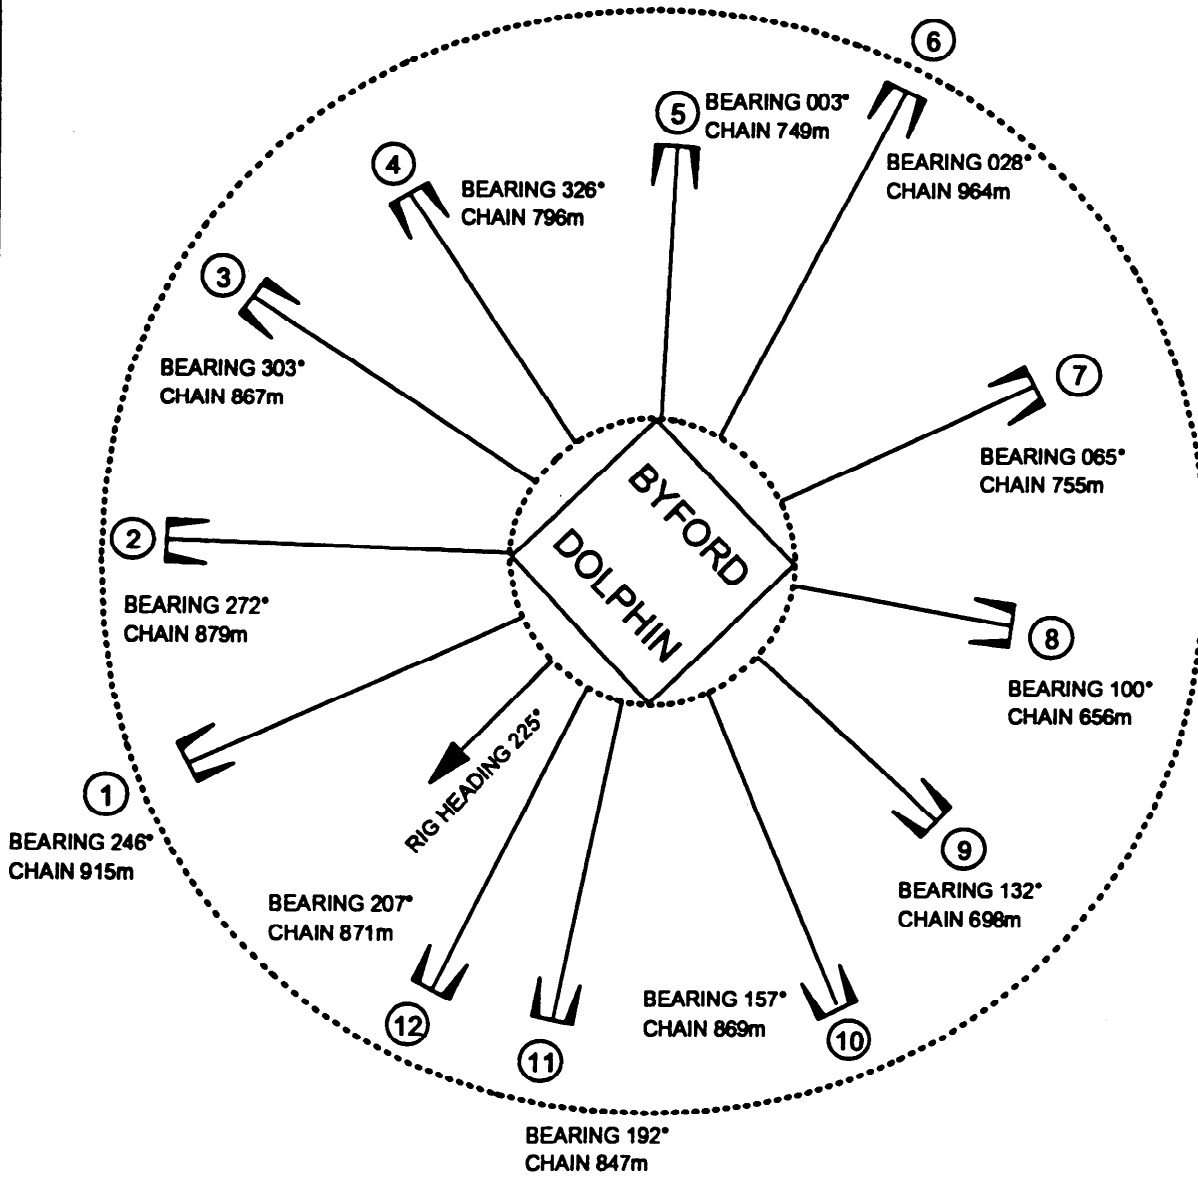 6
5
BEARING 003°
CHAIN 749m
4
BEARING 326°
CHAIN 796m
BEARING 028°
CHAIN 964m
3
BEARING 303°
CHAIN 867m
7
BEARING 065°
CHAIN 755m
BYFORD
DOLPHIN
2
BEARING 272°
CHAIN 879m
8
BEARING 100°
CHAIN 656m
RIG HEADING 225°
1
BEARING 246°
CHAIN 915m
9
BEARING 132°
CHAIN 698m
BEARING 207°
CHAIN 871m
12
BEARING 157°
CHAIN 869m
10
11
BEARING 192°
CHAIN 847m